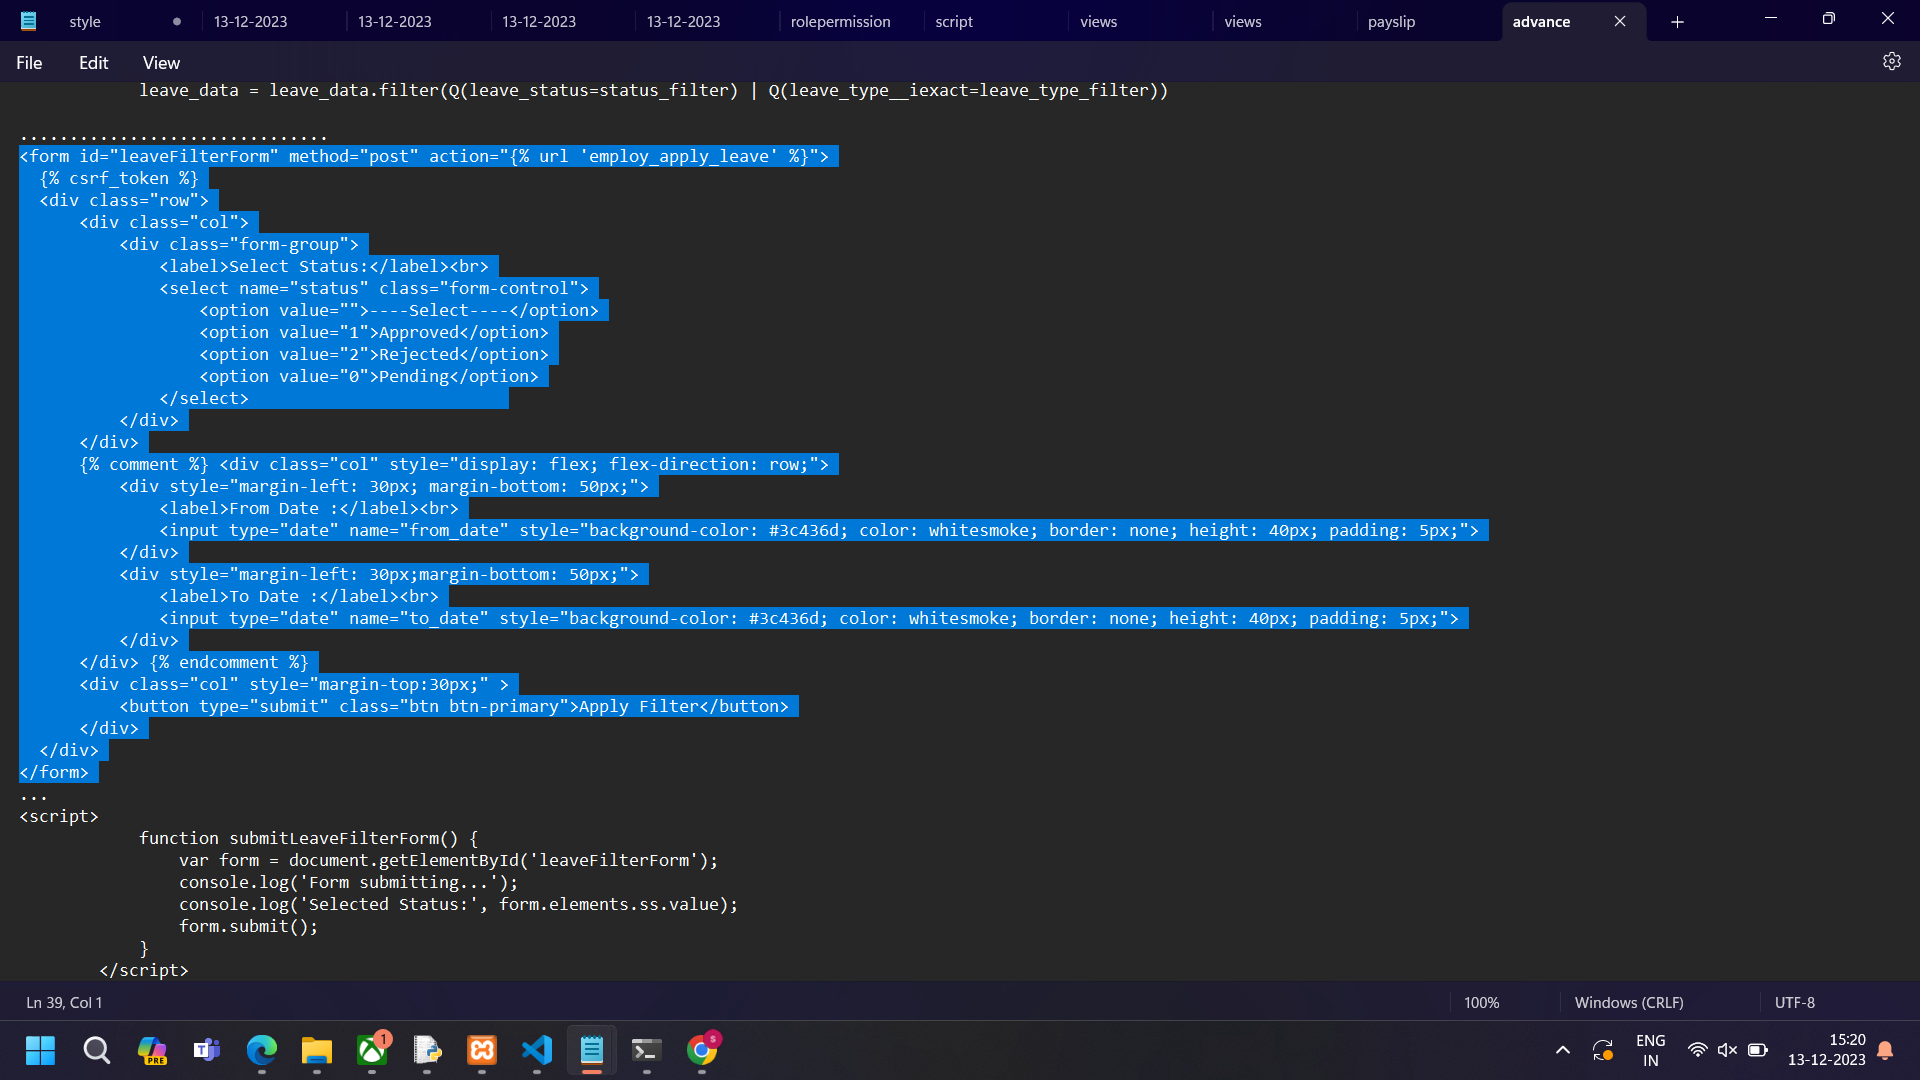 style
13-12-2023
13-12-2023
13-12-2023
13-12-2023
rolepermission
script
views
views
payslip
advance
File
Edit
View
leave_data = leave_data.filter(Q(leave_status=status_filter) | Q(leave_type__iexact=leave_type_filter))
...............................
<form id="leaveFilterForm" method="post" action="{% url 'employ_apply_leave' %}">
{% csrf_token %}
<div class="row">
<div class="col">
<div class="form-group">
<label>Select Status:</label><br>
<select name="status" class="form-control">
<option value="">----Select----</option>
<option value="1">Approved</option>
<option value="2">Rejected</option>
<option value="0">Pending</option>
</select>
</div>
</div>
{% comment %} <div class="col" style="display: flex; flex-direction: row;">
<div style="margin-left: 30px; margin-bottom: 50px;">
<label>From Date :</label><br>
<input type="date" name="from_date" style="background-color: #3c436d; color: whitesmoke; border: none; height: 40px; padding: 5px;">
</div>
<div style="margin-left: 30px;margin-bottom: 50px;">
<label>To Date :</label><br>
<input type="date" name="to_date" style="background-color: #3c436d; color: whitesmoke; border: none; height: 40px; padding: 5px;">
</div>
</div> {% endcomment %}
<div class="col" style="margin-top:30px;" >
<button type="submit" class="btn btn-primary">Apply Filter</button>
</div>
</div>
</form>
...
<script>
function submitLeaveFilterForm() {
var form = document.getElementById('leaveFilterForm');
console.log('Form submitting...');
console.log('Selected Status:', form.elements.ss.value);
form.submit();
}
</script>
Ln 39, Col 1
100%
Windows (CRLF)
UTF-8
PRE
1
S
ENG
IN
15:20
13-12-2023